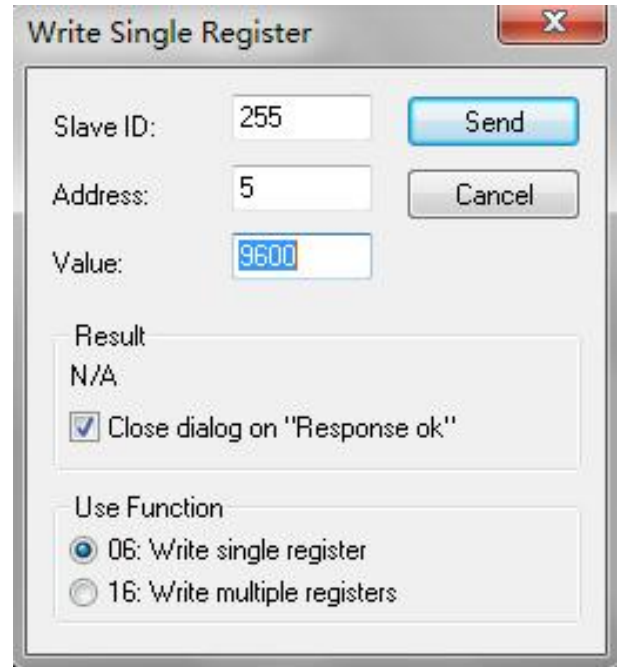 Write Single Register
Slave ID: 255 Send
Address: 5 Cancel
Value: 9600
Result
N/A
Close dialog on "Response ok"
Use Function
06: Write single register
16: Write multiple registers